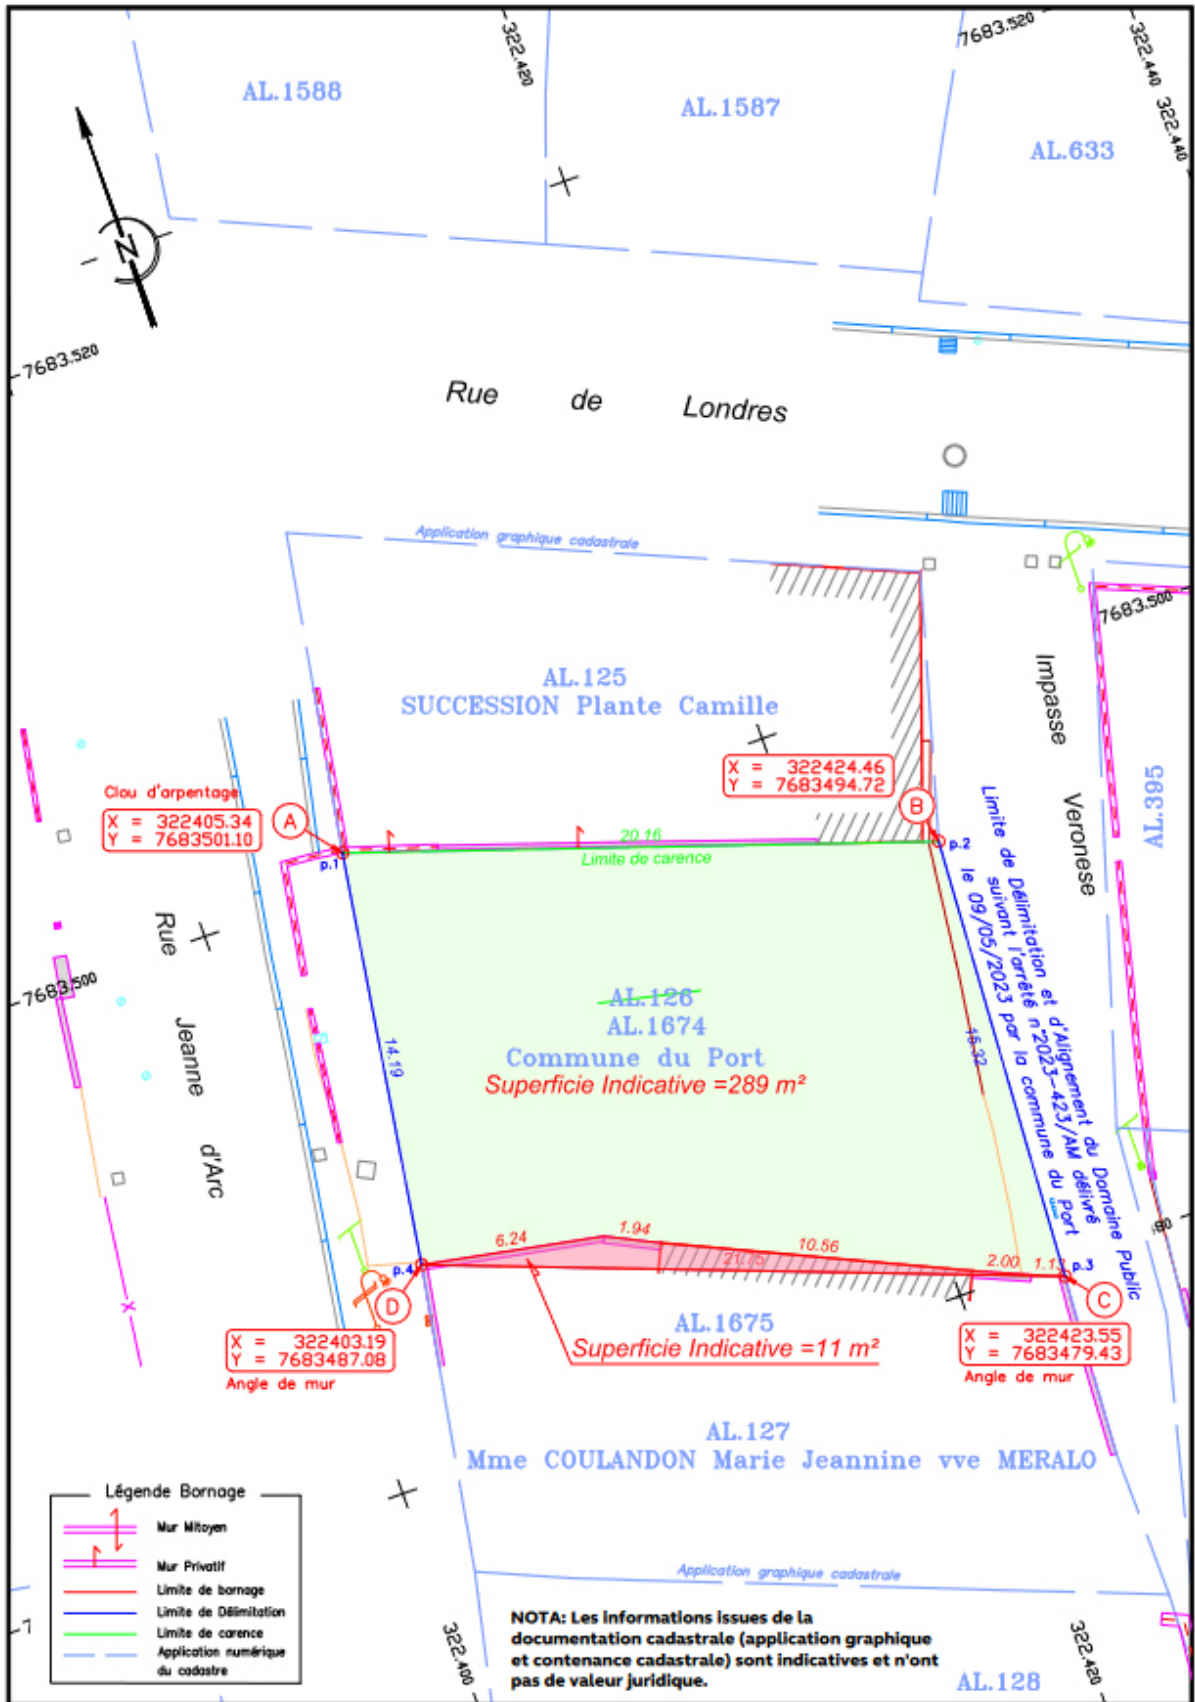 322.420
7683.520
322.440
322.440
AL.1588
AL.1587
AL.633
N
7683.520
Rue de Londres
Application graphique cadastrale
7683.500
AL.125
SUCCESSION Plante Camille
Impasse Veronese
AL.395
X = 322424.46
Y = 7683494.72
B
p.2
Clou d'arpentage
X = 322405.34
Y = 7683501.10
A
p.1
20.16
Limite de carence
Limite de Délimitation et d'Alignement du Domaine Public
suivant l'arrêté n°2023-423/AM délivré
le 09/05/2023 par la commune du Port
Rue Jeanne d'Arc
7683.500
AL.126
AL.1674
Commune du Port
Superficie Indicative =289 m²
14.19
15.32
80
6.24
1.94
10.56
21.75
2.00
1.13
p.4
p.3
D
C
X = 322403.19
Y = 7683487.08
Angle de mur
AL.1675
Superficie Indicative =11 m²
X = 322423.55
Y = 7683479.43
Angle de mur
AL.127
Mme COULANDON Marie Jeannine vve MERALO
Légende Bornage
Mur Mitoyen
Mur Privatif
Limite de bornage
Limite de Délimitation
Limite de carence
Application numérique
du cadastre
Application graphique cadastrale
322.400
322.420
NOTA: Les informations issues de la
documentation cadastrale (application graphique
et contenance cadastrale) sont indicatives et n'ont
pas de valeur juridique.
AL.128